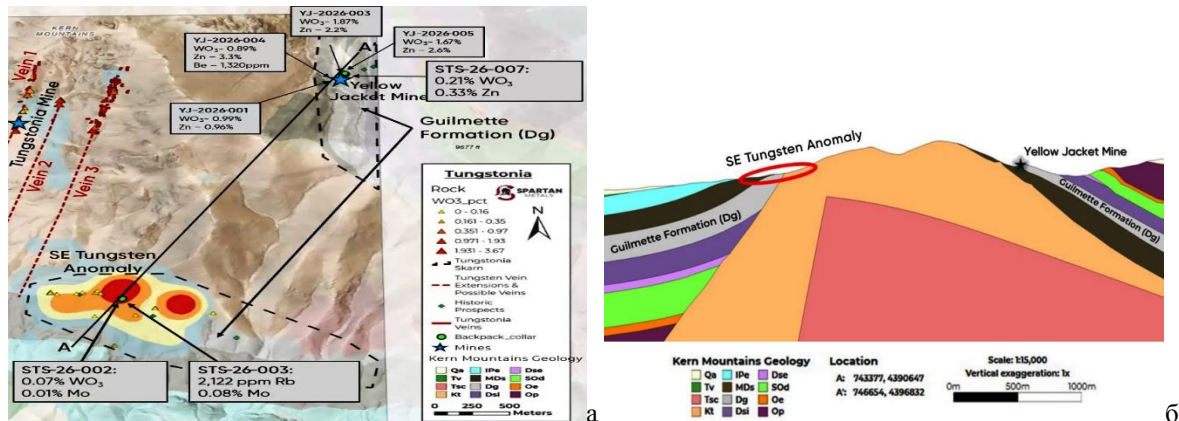 KERN
MOUNTAINS
YJ-2026-003
WO₃- 1.87%
Zn - 2.2%
YJ-2026-004
WO₃- 0.89%
Zn - 3.3%
Be - 1,320ppm
A'
YJ-2026-005
WO₃- 1.67%
Zn - 2.6%
STS-26-007:
0.21% WO₃
0.33% Zn
Yellow
Jacket Mine
YJ-2026-001
WO₃- 0.99%
Zn - 0.96%
Vein 1
Tungstonia Mine
Vein 2
Vein 3
Guilmette
Formation (Dg)
9677 ft
SE Tungsten
Anomaly
A
STS-26-002:
0.07% WO₃
0.01% Mo
STS-26-003:
2,122 ppm Rb
0.08% Mo
Tungstonia
Rock
WO3_pct
SPARTAN
METALS
N
0 - 0.16
0.161 - 0.35
0.351 - 0.97
0.971 - 1.93
1.931 - 3.67
Tungstonia
Skarn
Tungsten Vein
Extensions &
Possible Veins
Historic
Prospects
Tungstonia
Veins
Backpack_collar
Mines
Kern Mountains Geology
Qa IPe Dse
Tv MDs SOd
Tsc Dg Oe
Kt Dsi Op
0 250 500
Meters
а
SE Tungsten Anomaly
Yellow Jacket Mine
Guilmette Formation (Dg)
Guilmette Formation (Dg)
Kern Mountains Geology
Qa IPe Dse
Tv MDs SOd
Tsc Dg Oe
Kt Dsi Op
Location
A: 743377, 4390647
A': 746654, 4396832
Scale: 1:15,000
Vertical exaggeration: 1x
0m 500m 1000m
б